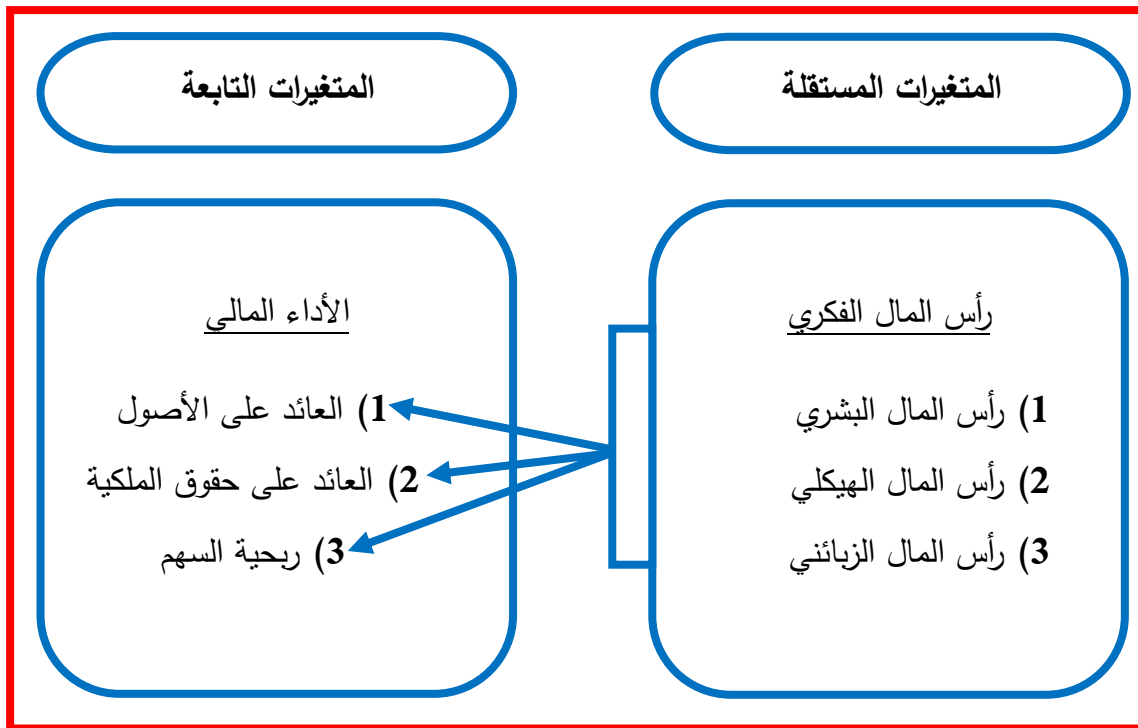 المتغيرات المستقلة
المتغيرات التابعة
رأس المال الفكري
1) رأس المال البشري
2) رأس المال الهيكلي
3) رأس المال الزبائني
الأداء المالي
1) العائد على الأصول
2) العائد على حقوق الملكية
3) ربحية السهم